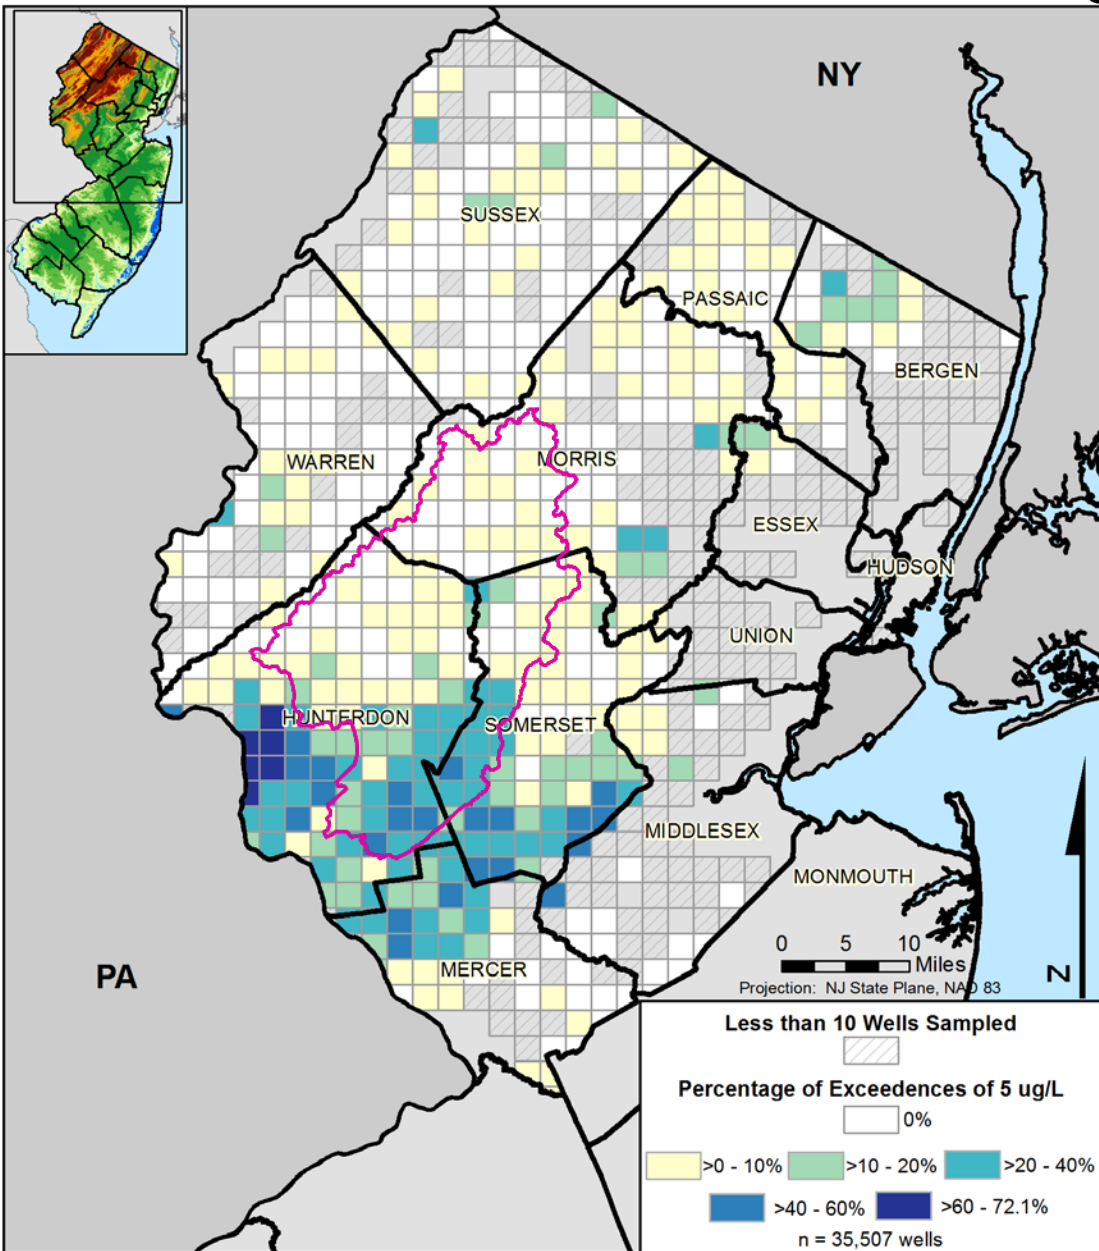 NY
SUSSEX
PASSAIC
BERGEN
WARREN
MORRIS
ESSEX
HUDSON
UNION
HUNTERDON
SOMERSET
MIDDLESEX
MONMOUTH
MERCER
PA
0 5 10
Miles
Projection: NJ State Plane, NAD 83
N
Less than 10 Wells Sampled
Percentage of Exceedences of 5 ug/L
0%
>0 - 10% >10 - 20% >20 - 40%
>40 - 60% >60 - 72.1%
n = 35,507 wells